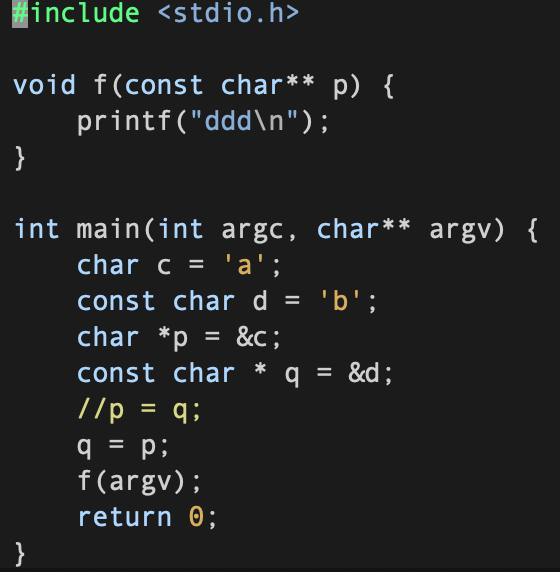 #include <stdio.h>
void f(const char** p) {
    printf("ddd\n");
}
int main(int argc, char** argv) {
    char c = 'a';
    const char d = 'b';
    char *p = &c;
    const char * q = &d;
    //p = q;
    q = p;
    f(argv);
    return 0;
}